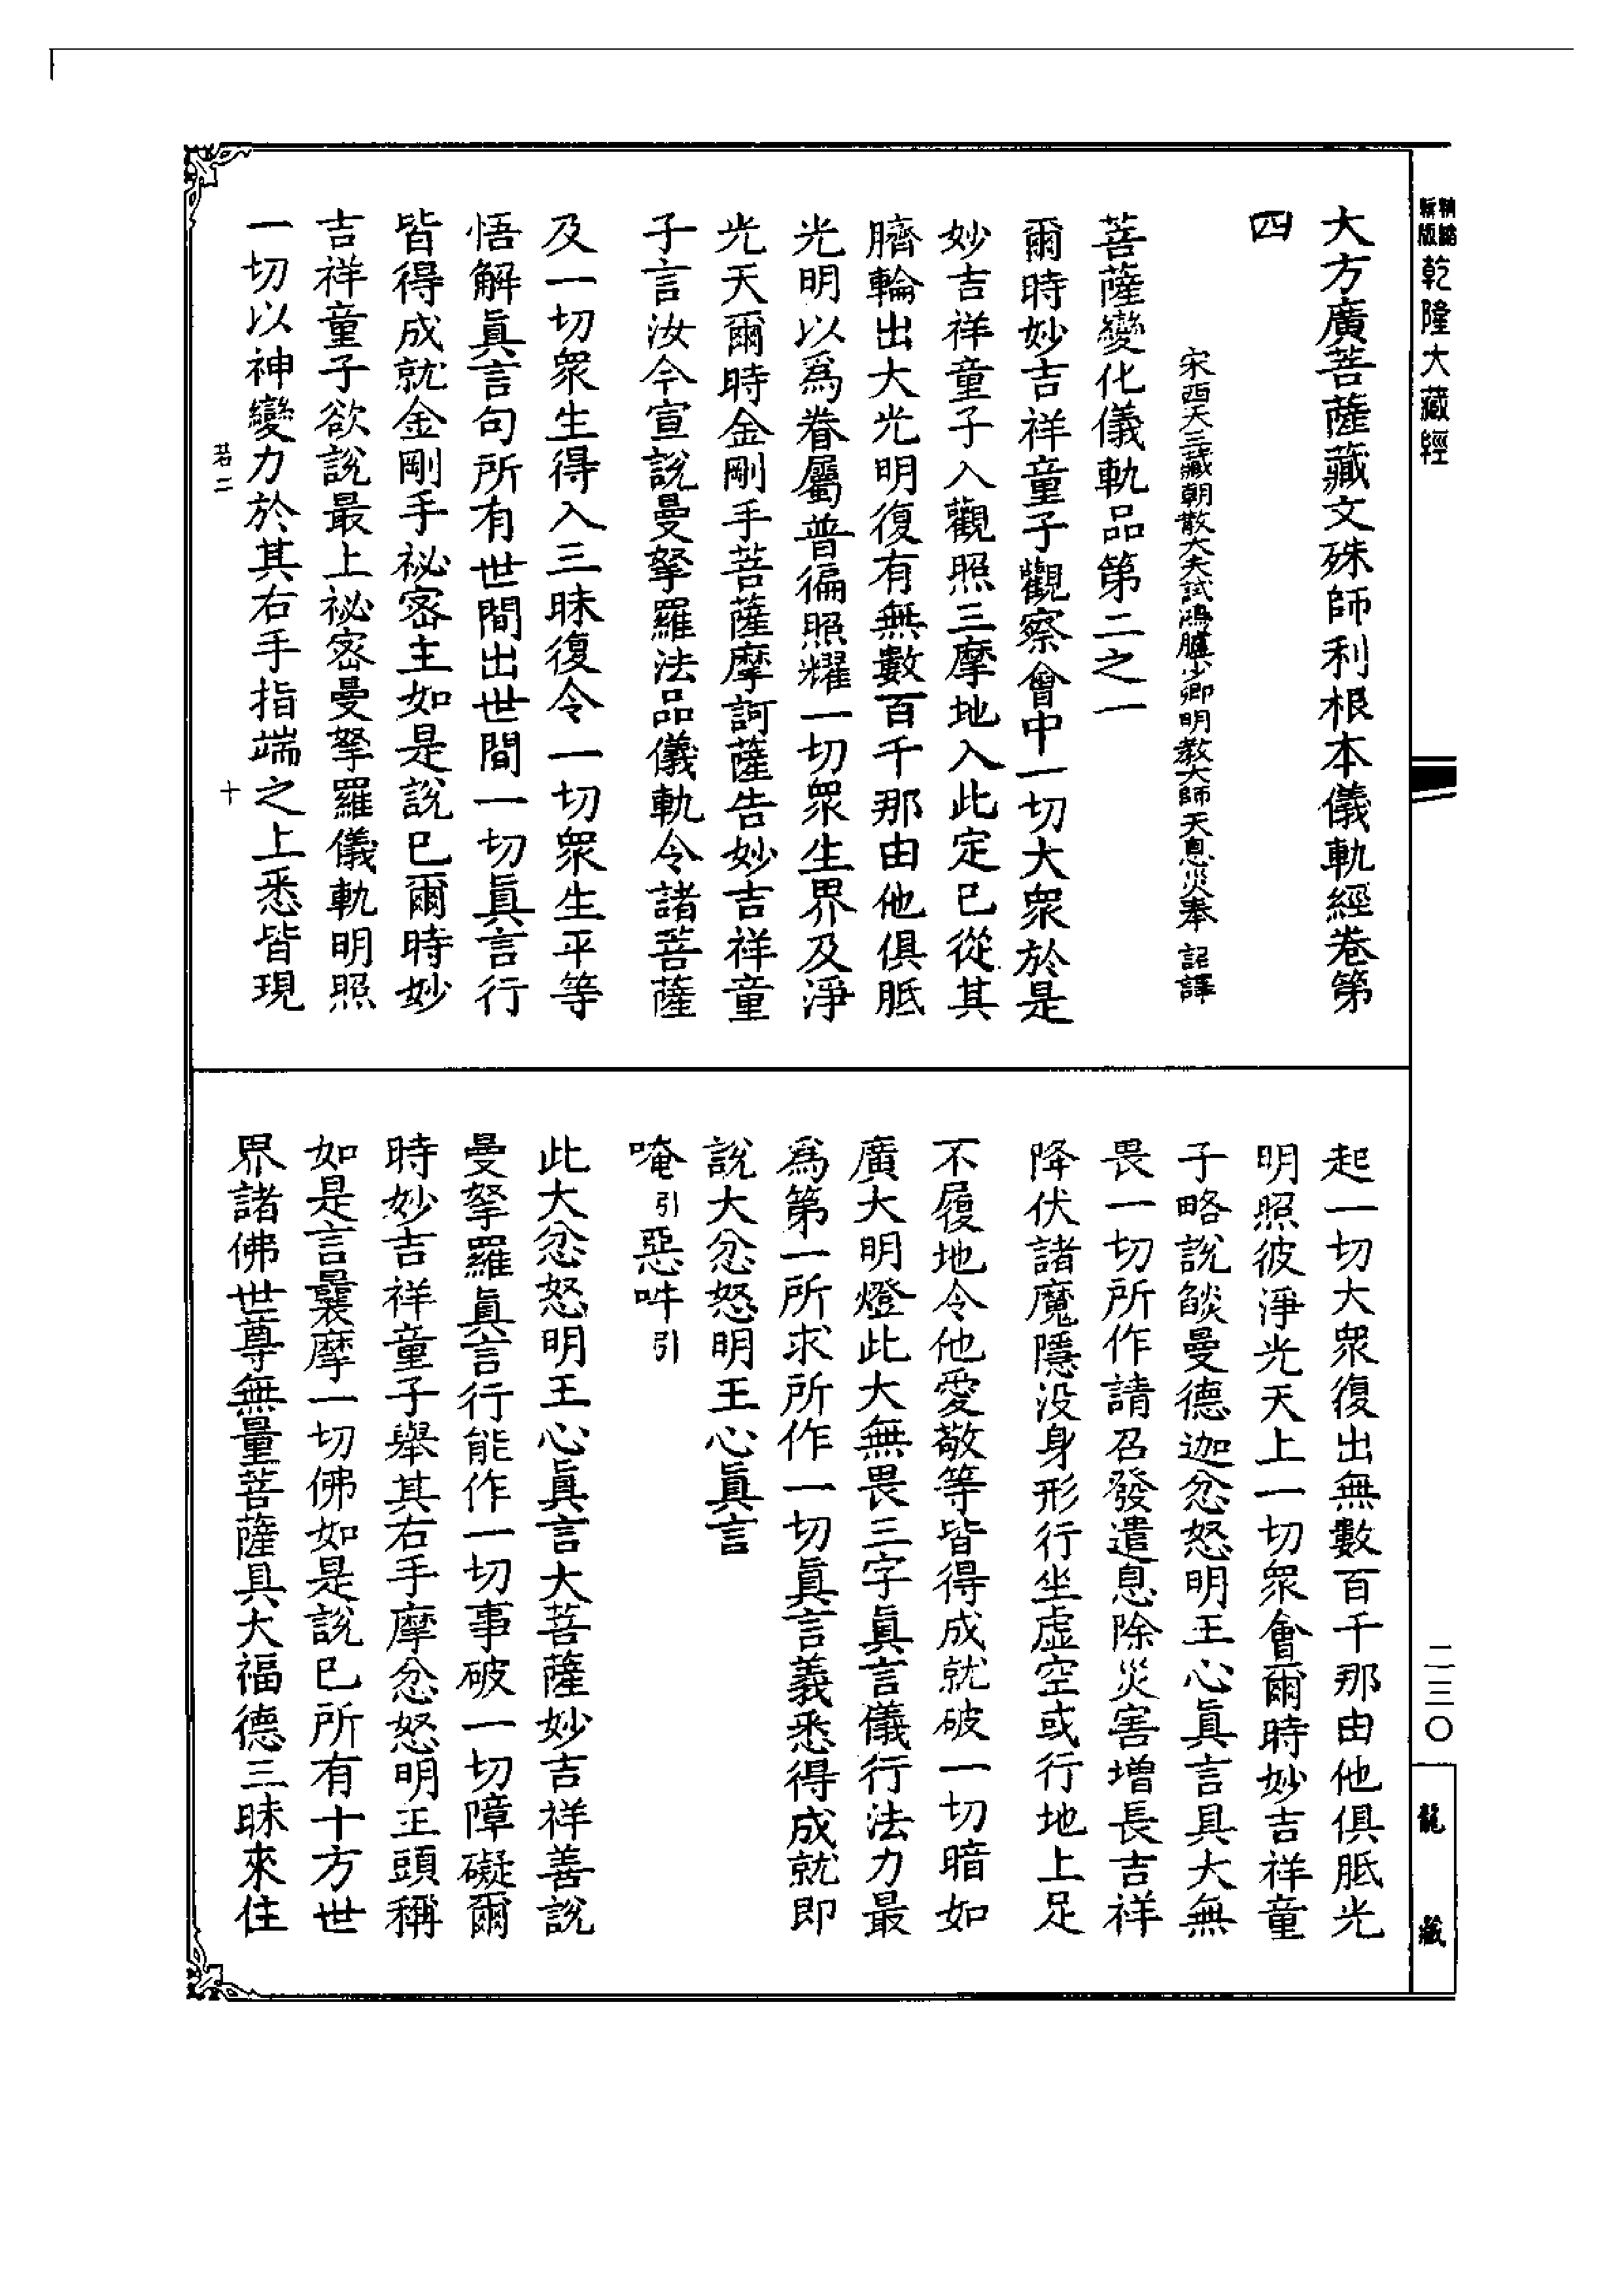 乾隆大藏經
大方廣菩薩藏文殊師利根本儀軌經卷第
四
宋西天三藏朝散大夫試鴻臚少卿明教大師天息災奉 詔譯
菩薩變化儀軌品第二之一
爾時妙吉祥童子觀察會中一切大衆於是
妙吉祥童子入觀照三摩地入此定已從其
臍輪出大光明復有無數百千那由他俱胝
光明以爲眷屬普徧照耀一切衆生界及淨
光天爾時金剛手菩薩摩訶薩告妙吉祥童
子言汝今宣說曼拏羅法品儀軌令諸菩薩
及一切衆生得入三昧復令一切衆生平等
悟解眞言句所有世間出世間一切眞言行
皆得成就金剛手祕密主如是說已爾時妙
吉祥童子欲說最上祕密曼拏羅儀軌明照
一切以神變力於其右手指端之上悉皆現
若二 十
起一切大衆復出無數百千那由他俱胝光
明照彼淨光天上一切衆會爾時妙吉祥童
子略說燄曼德迦忿怒明王心眞言具大無
畏一切所作請召發遣息除災害增長吉祥
降伏諸魔隱没身形行坐虛空或行地上足
不履地令他愛敬等皆得成就破一切暗如
廣大明燈此大無畏三字眞言儀行法力最
爲第一所求所作一切眞言義悉得成就即
說大忿怒明王心眞言
唵引惡吽引
此大忿怒明王心眞言大菩薩妙吉祥善說
曼拏羅眞言行能作一切事破一切障礙爾
時妙吉祥童子舉其右手摩忿怒明王頭稱
如是言曩摩一切佛如是說已所有十方世
界諸佛世尊無量菩薩具大福德三昧來住
二三〇
龍藏